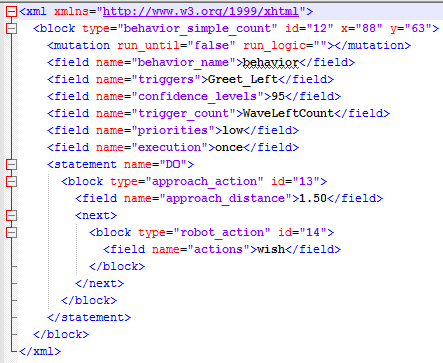 <xml xmlns="http://www.w3.org/1999/xhtml">
<block type="behavior_simple_count" id="12" x="88" y="63">
<mutation run_until="false" run_logic=""></mutation>
<field name="behavior_name">behavior</field>
<field name="triggers">Greet_Left</field>
<field name="confidence_levels">95</field>
<field name="trigger_count">WaveLeftCount</field>
<field name="priorities">low</field>
<field name="execution">once</field>
<statement name="DO">
<block type="approach_action" id="13">
<field name="approach_distance">1.50</field>
<next>
<block type="robot_action" id="14">
<field name="actions">wish</field>
</block>
</next>
</block>
</statement>
</block>
</xml>